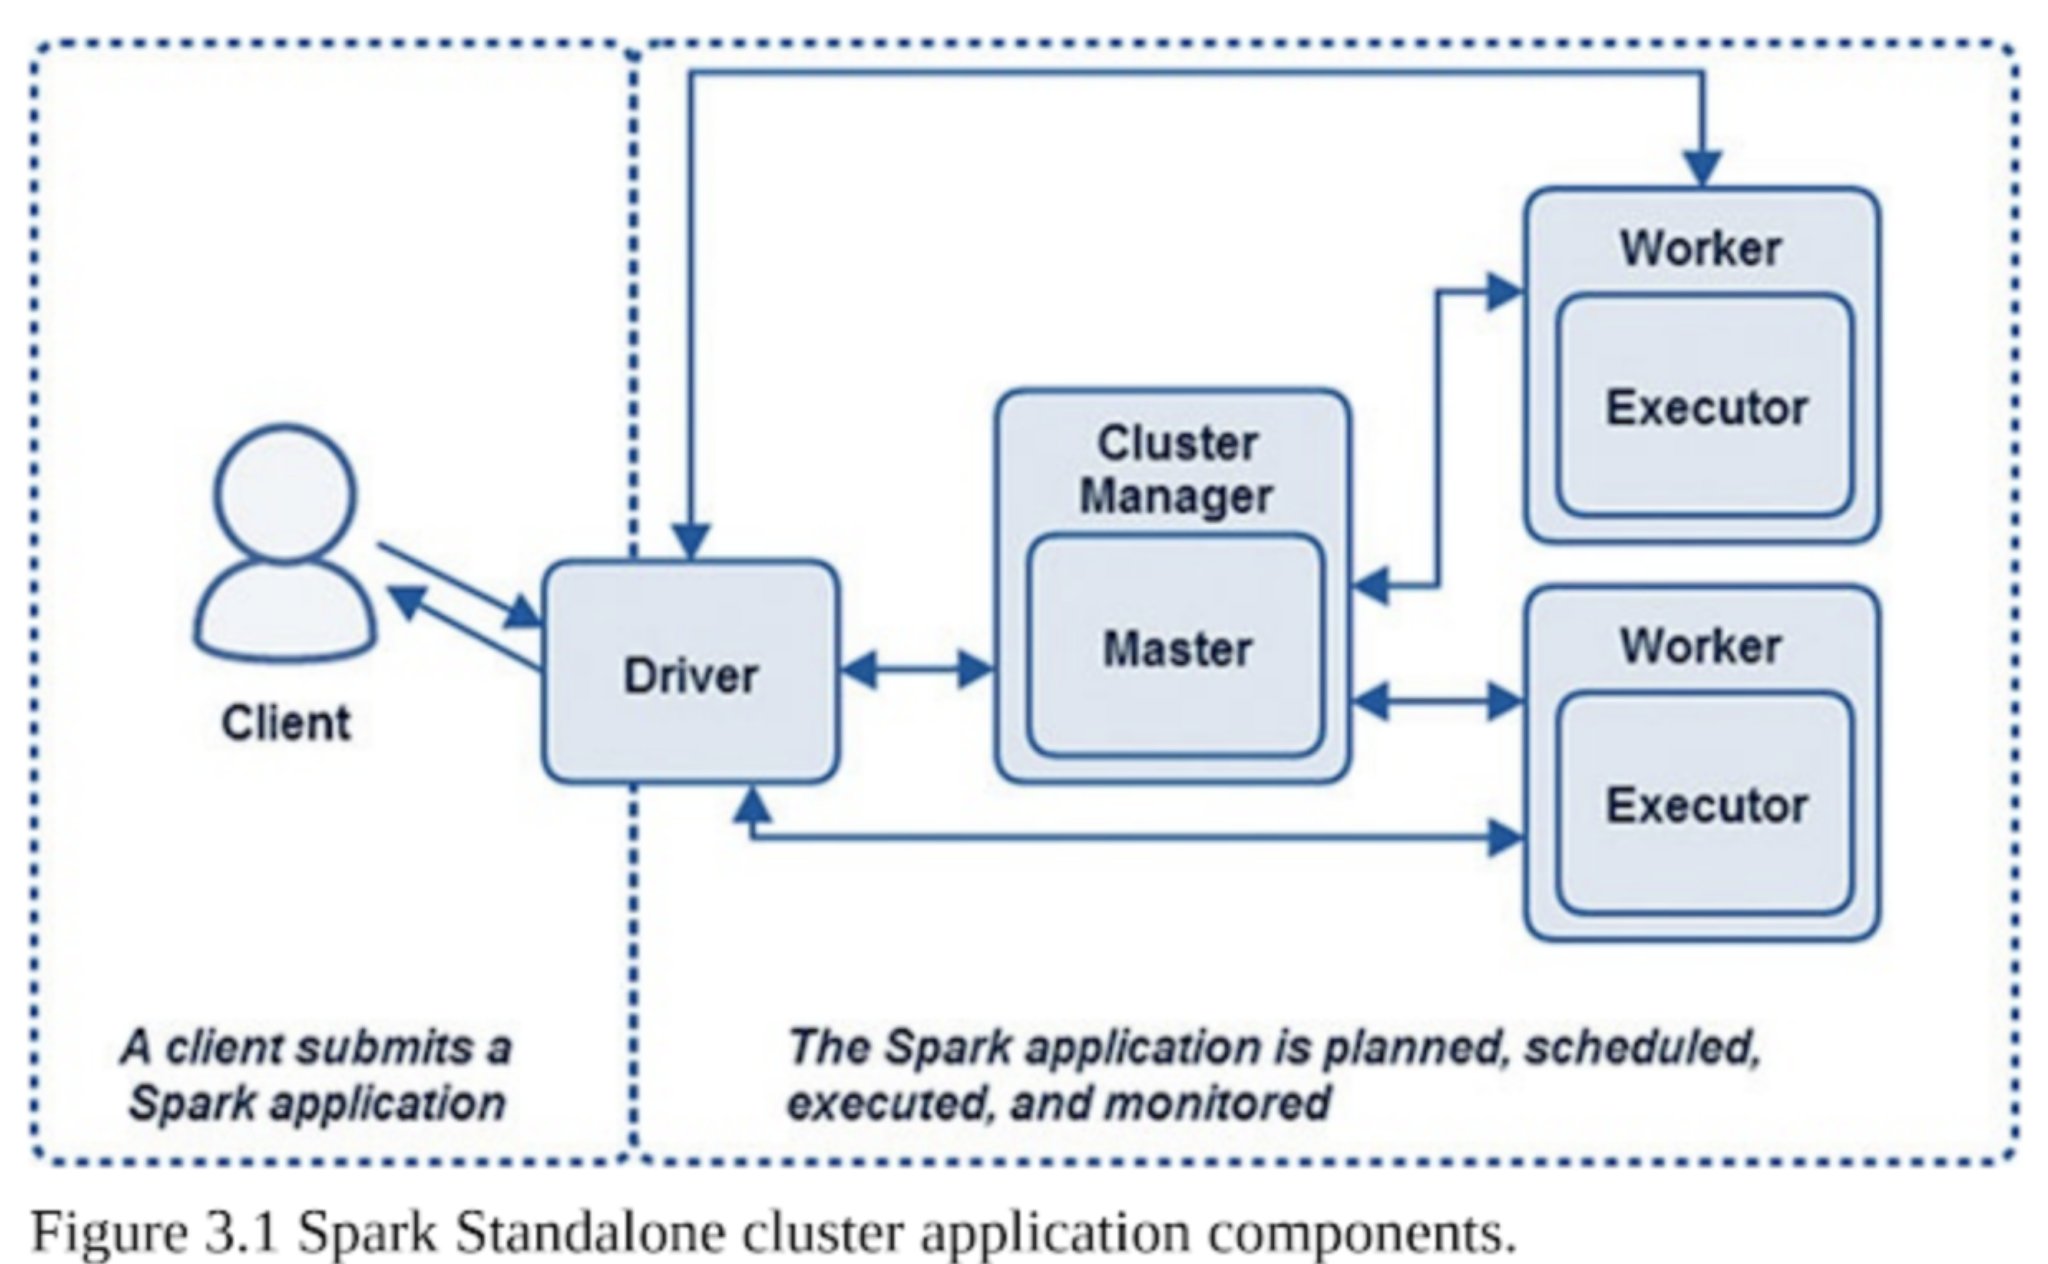 Worker
Executor
Cluster
Manager
Master
Client
Driver
Worker
Executor
A client submits a
Spark application
The Spark application is planned, scheduled,
executed, and monitored
Figure 3.1 Spark Standalone cluster application components.